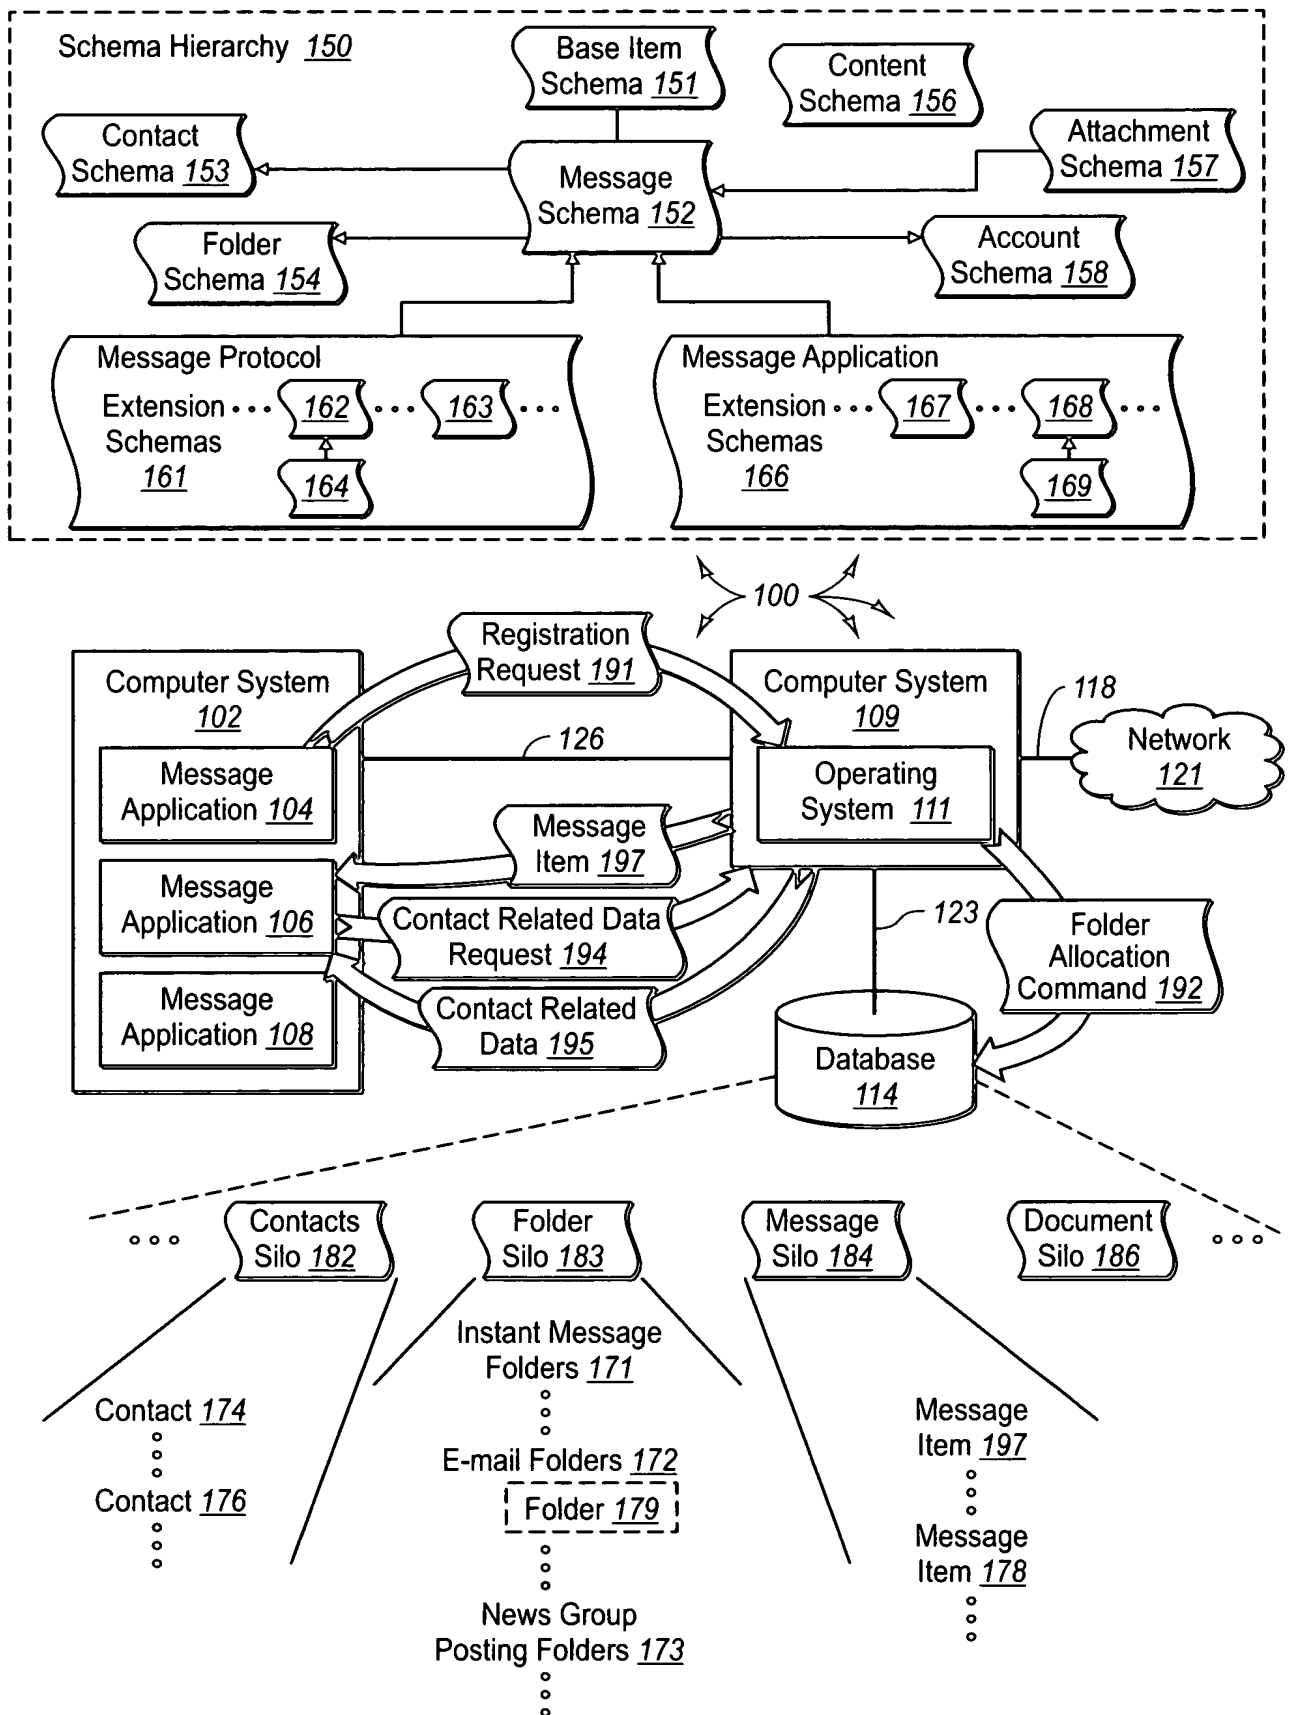 Schema Hierarchy 150
Base Item
Schema 151
Content
Schema 156
Contact
Schema 153
Message
Schema 152
Attachment
Schema 157
Folder
Schema 154
Account
Schema 158
Message Protocol
Extension
Schemas
161
162
163
164
Message Application
Extension
Schemas
166
167
168
169
100
Registration
Request 191
Computer System
102
Message
Application 104
Message
Application 106
Message
Application 108
126
Computer System
109
Operating
System 111
118
Network
121
Message
Item 197
Contact Related Data
Request 194
Contact Related
Data 195
123
Folder
Allocation
Command 192
Database
114
Contacts
Silo 182
Folder
Silo 183
Message
Silo 184
Document
Silo 186
Contact 174
Contact 176
Instant Message
Folders 171
E-mail Folders 172
Folder 179
News Group
Posting Folders 173
Message
Item 197
Message
Item 178